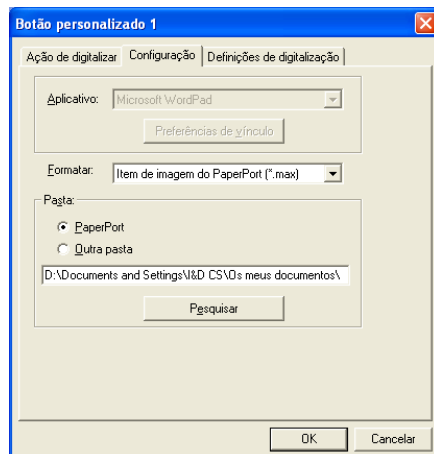 Botão personalizado 1
Ação de digitalizar Configuração Definições de digitalização
Aplicativo: Microsoft WordPad
Preferências de vínculo
Formatar: Item de imagem do PaperPort (*.max)
Pasta:
PaperPort
Outra pasta
D:\Documents and Settings\I&D CS\Os meus documentos\
Pesquisar
OK Cancelar